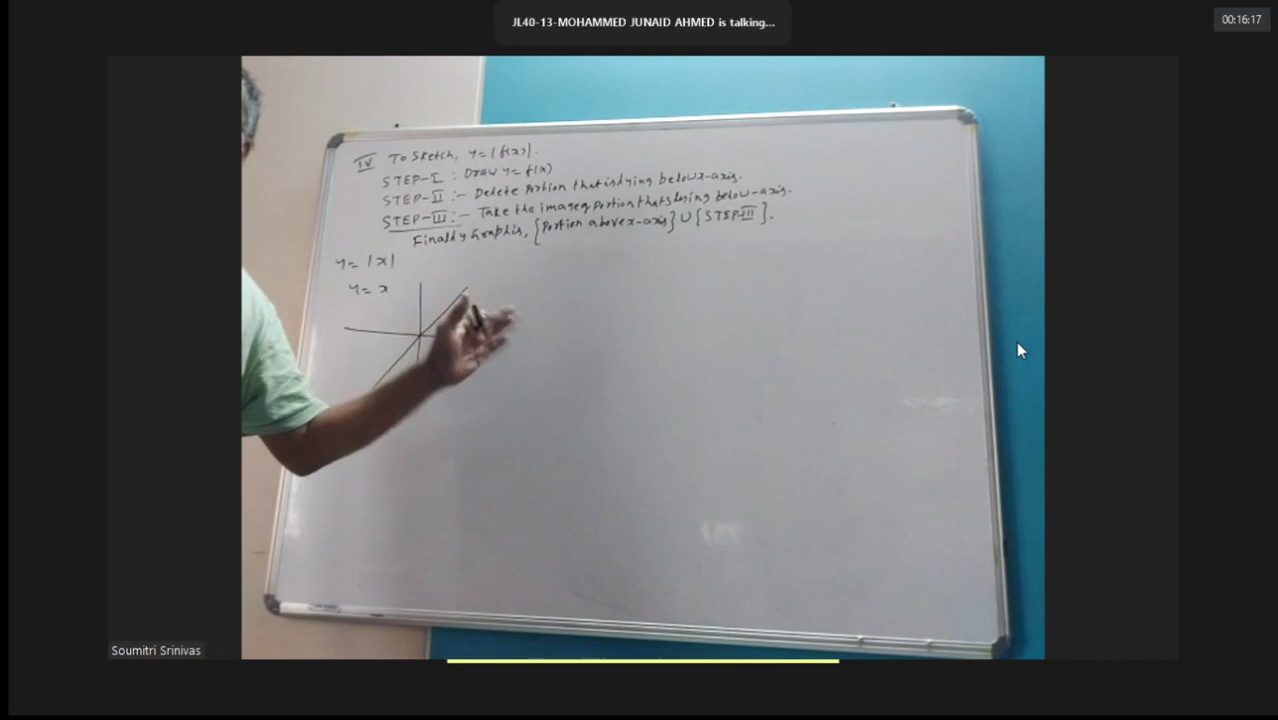 JL40-13-MOHAMMED JUNAID AHMED is talking...
00:16:17
IV To Sketch, y=|f(x)|.
STEP-I : Draw y=f(x)
STEP-II :- Delete Portion that is lying below x-axis.
STEP-III :- Take the image of portion that's lying below-axis.
Finally Graph is, {Portion above x-axis} ∪ {STEP-III}.
y= |x|
y= x
Soumitri Srinivas